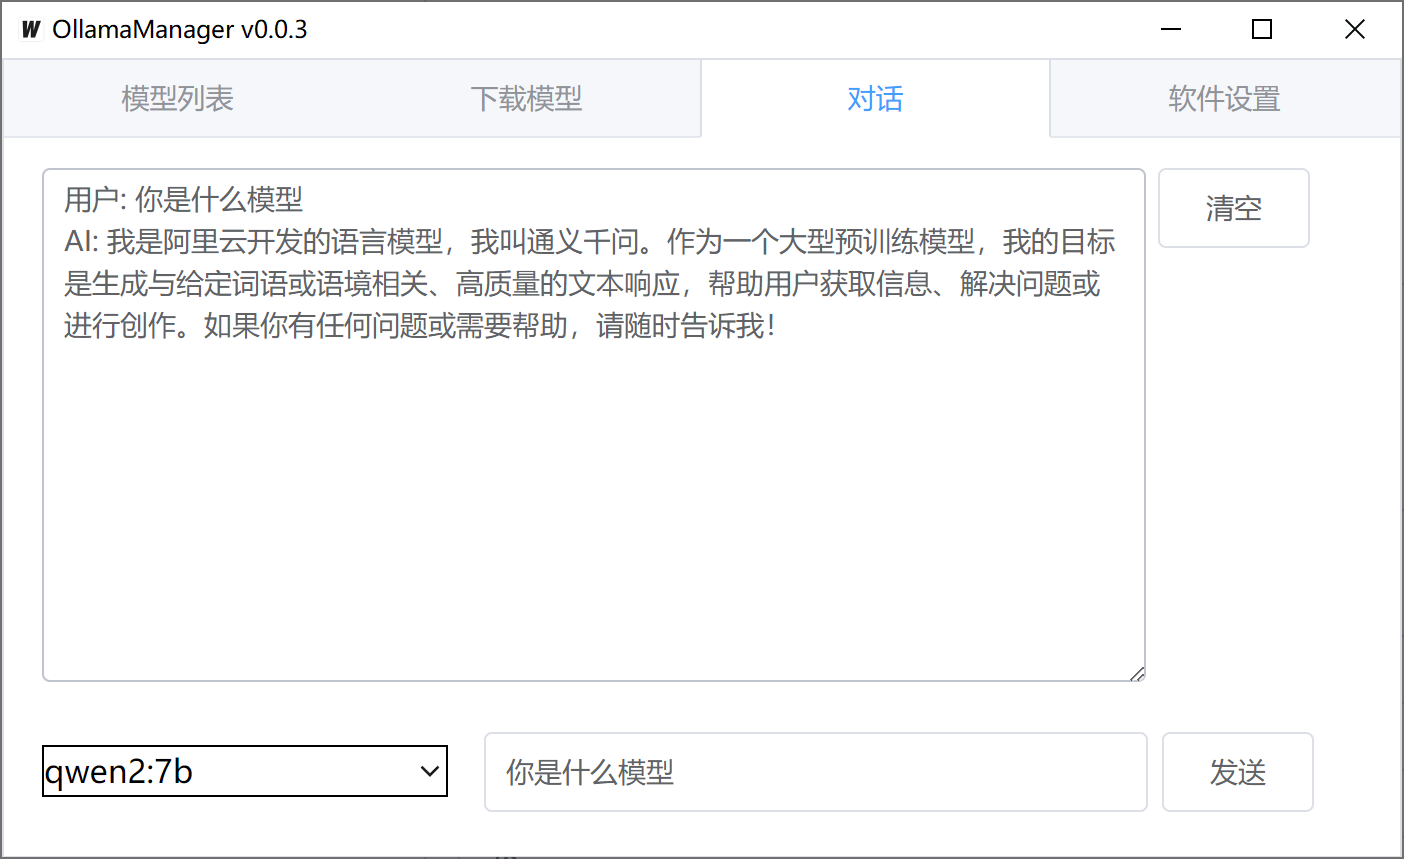 W OllamaManager v0.0.3
模型列表
下载模型
对话
软件设置
用户: 你是什么模型
AI: 我是阿里云开发的语言模型，我叫通义千问。作为一个大型预训练模型，我的目标
是生成与给定词语或语境相关、高质量的文本响应，帮助用户获取信息、解决问题或
进行创作。如果你有任何问题或需要帮助，请随时告诉我！
清空
qwen2:7b
你是什么模型
发送